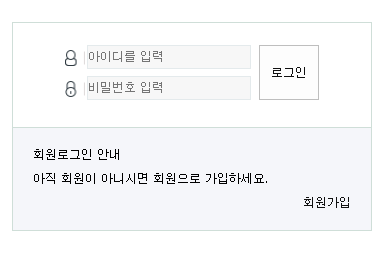 아이디를 입력
비밀번호 입력
로그인
회원로그인 안내
아직 회원이 아니시면 회원으로 가입하세요.
회원가입